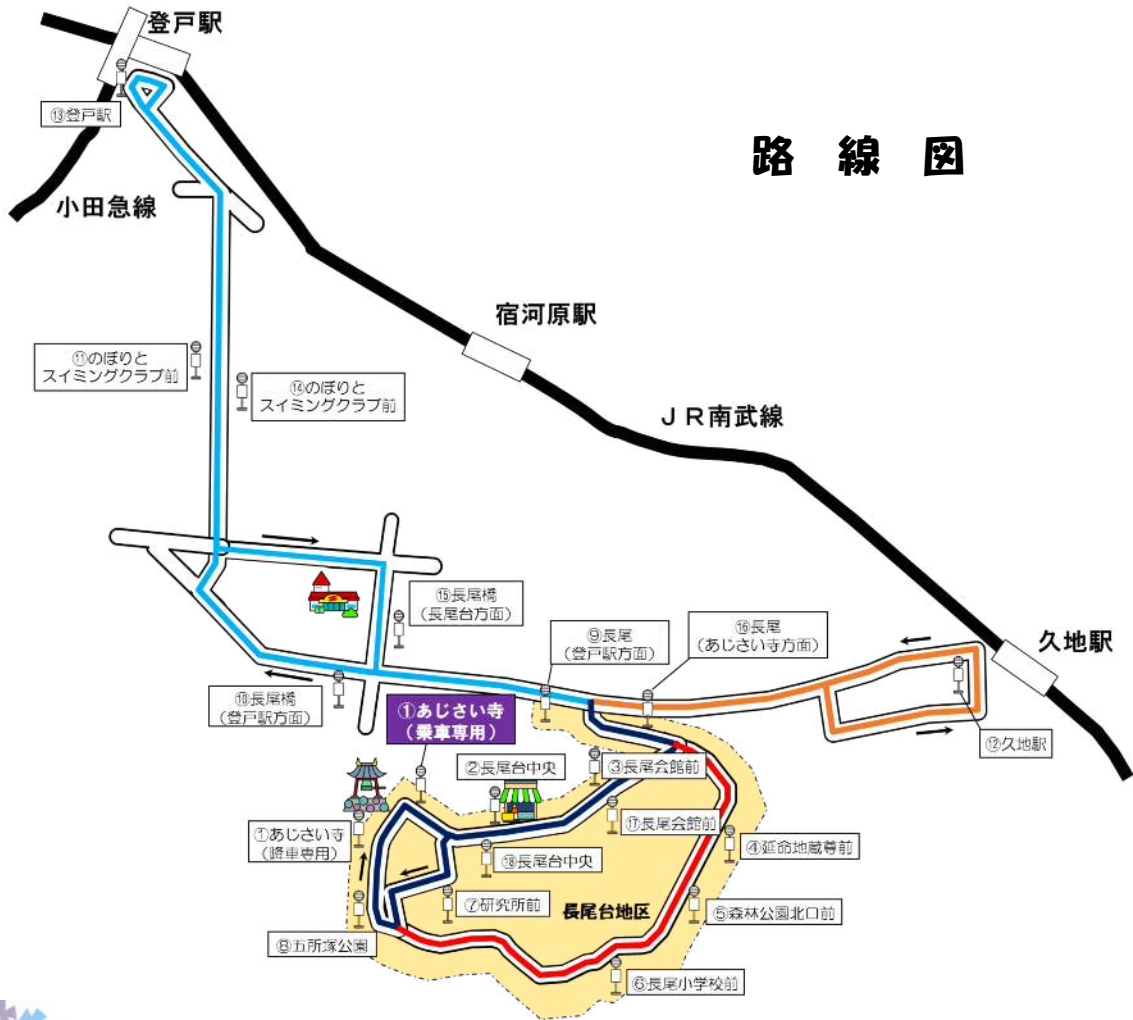 登戸駅
⑬登戸駅
路線図
小田急線
宿河原駅
⑪のぼりと
スイミングクラブ前
⑭のぼりと
スイミングクラブ前
JR南武線
⑮長尾橋
(長尾台方面)
⑨長尾
(登戸駅方面)
⑯長尾
(あじさい寺方面)
久地駅
⑩長尾橋
(登戸駅方面)
①あじさい寺
(乗車専用)
⑫久地駅
②長尾台中央
③長尾会館前
①あじさい寺
(降車専用)
⑰長尾会館前
④延命地蔵尊前
⑱長尾台中央
⑦研究所前
長尾台地区
⑤森林公園北口前
⑧五所塚公園
⑥長尾小学校前